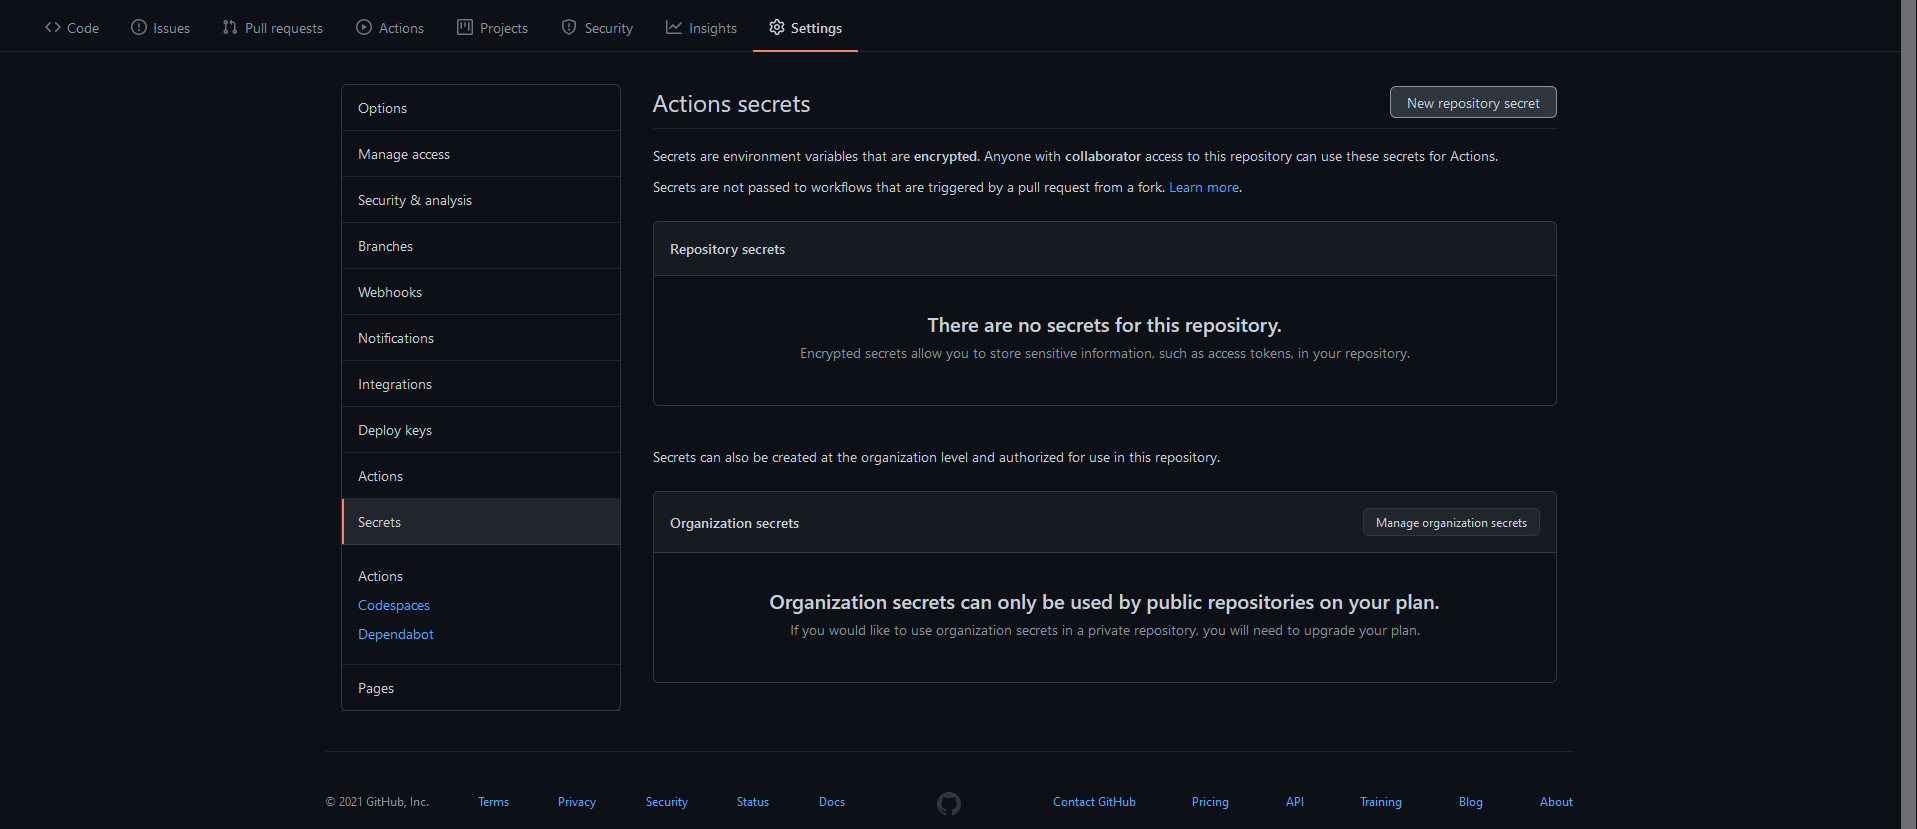 Code Issues Pull requests Actions Projects Security Insights Settings
Options
Manage access
Security & analysis
Branches
Webhooks
Notifications
Integrations
Deploy keys
Actions
Secrets
Actions
Codespaces
Dependabot
Pages
Actions secrets
New repository secret
Secrets are environment variables that are encrypted. Anyone with collaborator access to this repository can use these secrets for Actions.
Secrets are not passed to workflows that are triggered by a pull request from a fork. Learn more.
Repository secrets
There are no secrets for this repository.
Encrypted secrets allow you to store sensitive information, such as access tokens, in your repository.
Secrets can also be created at the organization level and authorized for use in this repository.
Organization secrets
Manage organization secrets
Organization secrets can only be used by public repositories on your plan.
If you would like to use organization secrets in a private repository, you will need to upgrade your plan.
© 2021 GitHub, Inc. Terms Privacy Security Status Docs Contact GitHub Pricing API Training Blog About